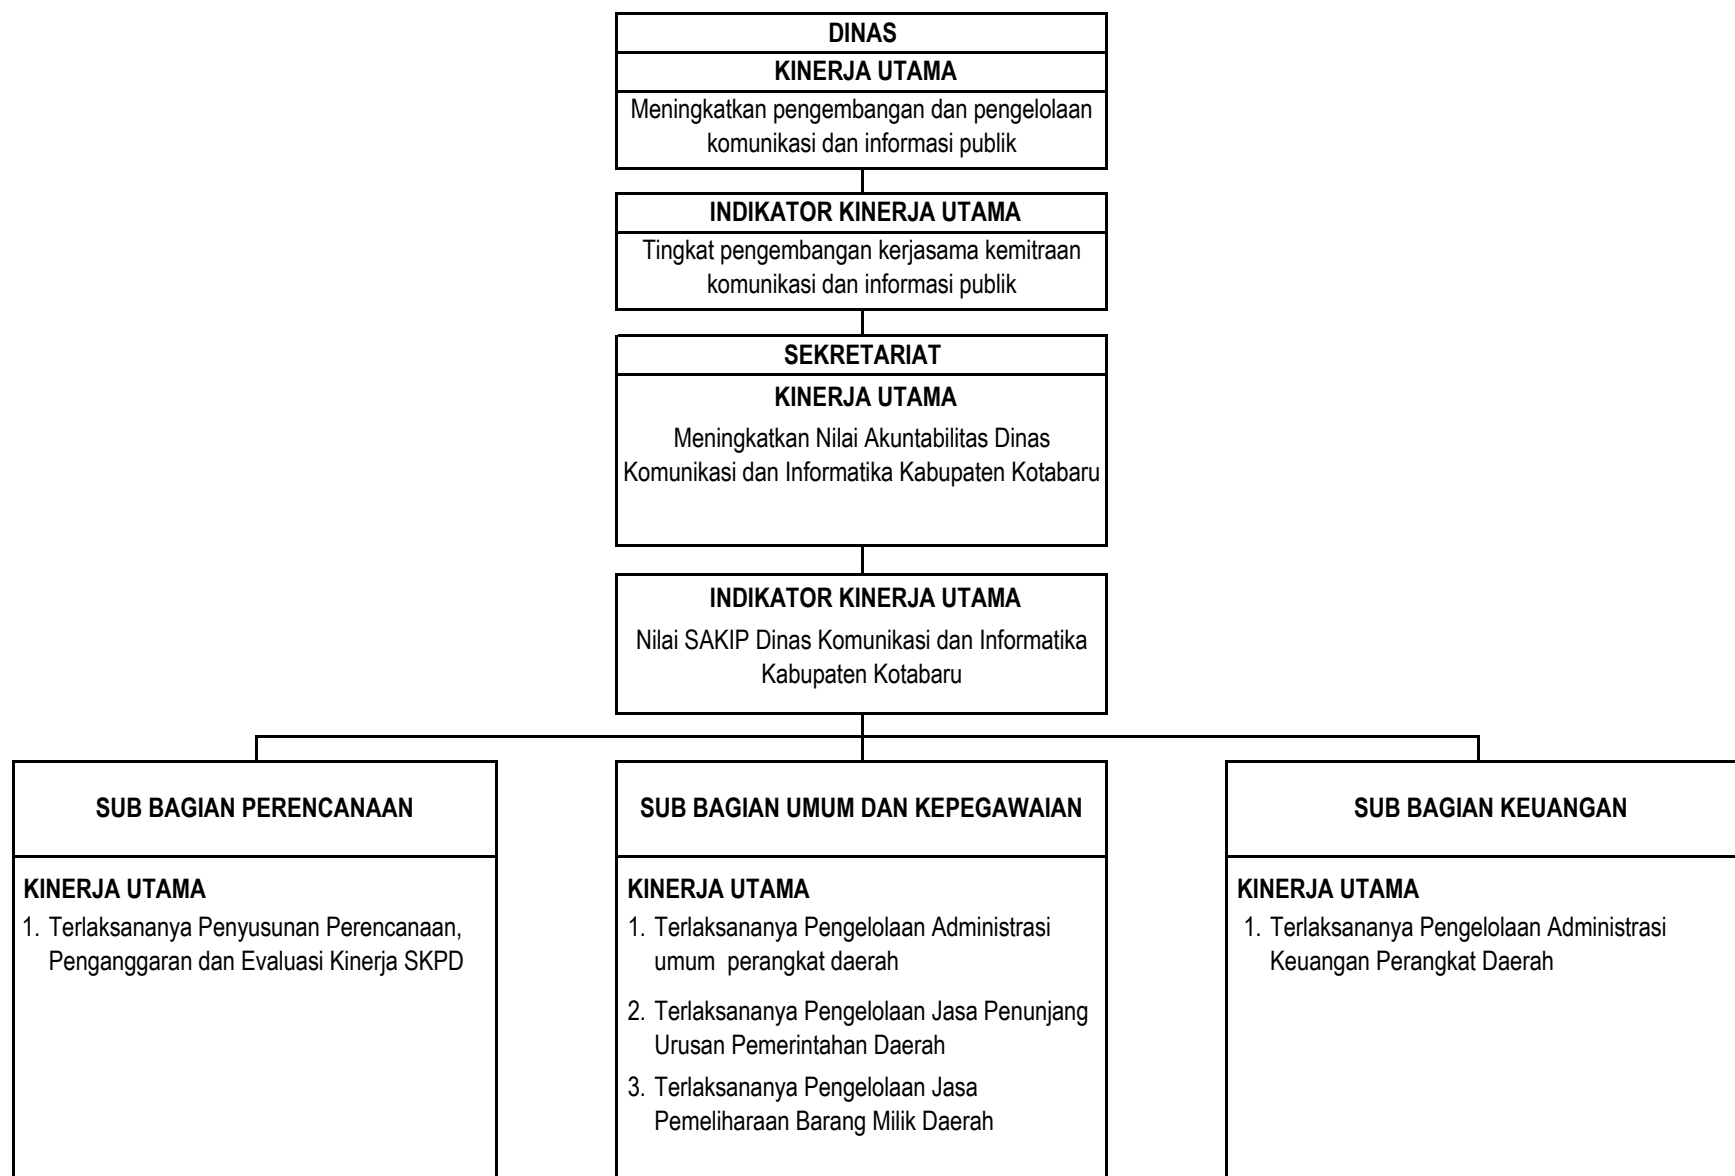 DINAS
KINERJA UTAMA
Meningkatkan pengembangan dan pengelolaan
komunikasi dan informasi publik
INDIKATOR KINERJA UTAMA
Tingkat pengembangan kerjasama kemitraan
komunikasi dan informasi publik
SEKRETARIAT
KINERJA UTAMA
Meningkatkan Nilai Akuntabilitas Dinas
Komunikasi dan Informatika Kabupaten Kotabaru
INDIKATOR KINERJA UTAMA
Nilai SAKIP Dinas Komunikasi dan Informatika
Kabupaten Kotabaru
SUB BAGIAN PERENCANAAN
KINERJA UTAMA
1. Terlaksananya Penyusunan Perencanaan,
Penganggaran dan Evaluasi Kinerja SKPD
SUB BAGIAN UMUM DAN KEPEGAWAIAN
KINERJA UTAMA
1. Terlaksananya Pengelolaan Administrasi
umum perangkat daerah
2. Terlaksananya Pengelolaan Jasa Penunjang
Urusan Pemerintahan Daerah
3. Terlaksananya Pengelolaan Jasa
Pemeliharaan Barang Milik Daerah
SUB BAGIAN KEUANGAN
KINERJA UTAMA
1. Terlaksananya Pengelolaan Administrasi
Keuangan Perangkat Daerah